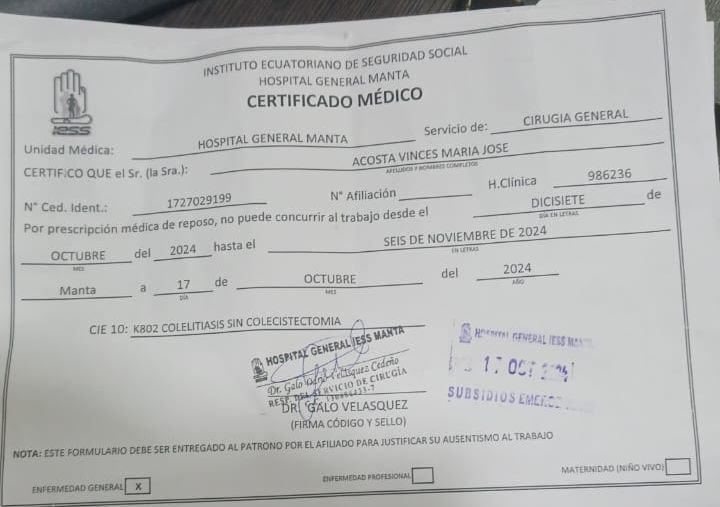 INSTITUTO ECUATORIANO DE SEGURIDAD SOCIAL
HOSPITAL GENERAL MANTA
CERTIFICADO MÉDICO
iess
Unidad Médica: HOSPITAL GENERAL MANTA Servicio de: CIRUGIA GENERAL
CERTIFICO QUE el Sr. (la Sra.): ACOSTA VINCES MARIA JOSE
APELLIDOS Y NOMBRES COMPLETOS
N° Ced. Ident.: 1727029199 N° Afiliación H.Clinica 986236
Por prescripción médica de reposo, no puede concurrir al trabajo desde el DICISIETE de
DÍA EN LETRAS
OCTUBRE del 2024 hasta el SEIS DE NOVIEMBRE DE 2024
MES EN LETRAS
Manta a 17 de OCTUBRE del 2024
DÍA MES AÑO
CIE 10: K802 COLELITIASIS SIN COLECISTECTOMIA
HOSPITAL GENERAL IESS MANTA
Dr. Galo Velásquez Cedeño
RESP. DEL SERVICIO DE CIRUGÍA
HOSPITAL GENERAL IESS
17 OCT 2024
SUBSIDIOS
DR. GALO VELASQUEZ
(FIRMA CÓDIGO Y SELLO)
NOTA: ESTE FORMULARIO DEBE SER ENTREGADO AL PATRONO POR EL AFILIADO PARA JUSTIFICAR SU AUSENTISMO AL TRABAJO
ENFERMEDAD GENERAL X ENFERMEDAD PROFESIONAL MATERNIDAD (NIÑO VIVO)